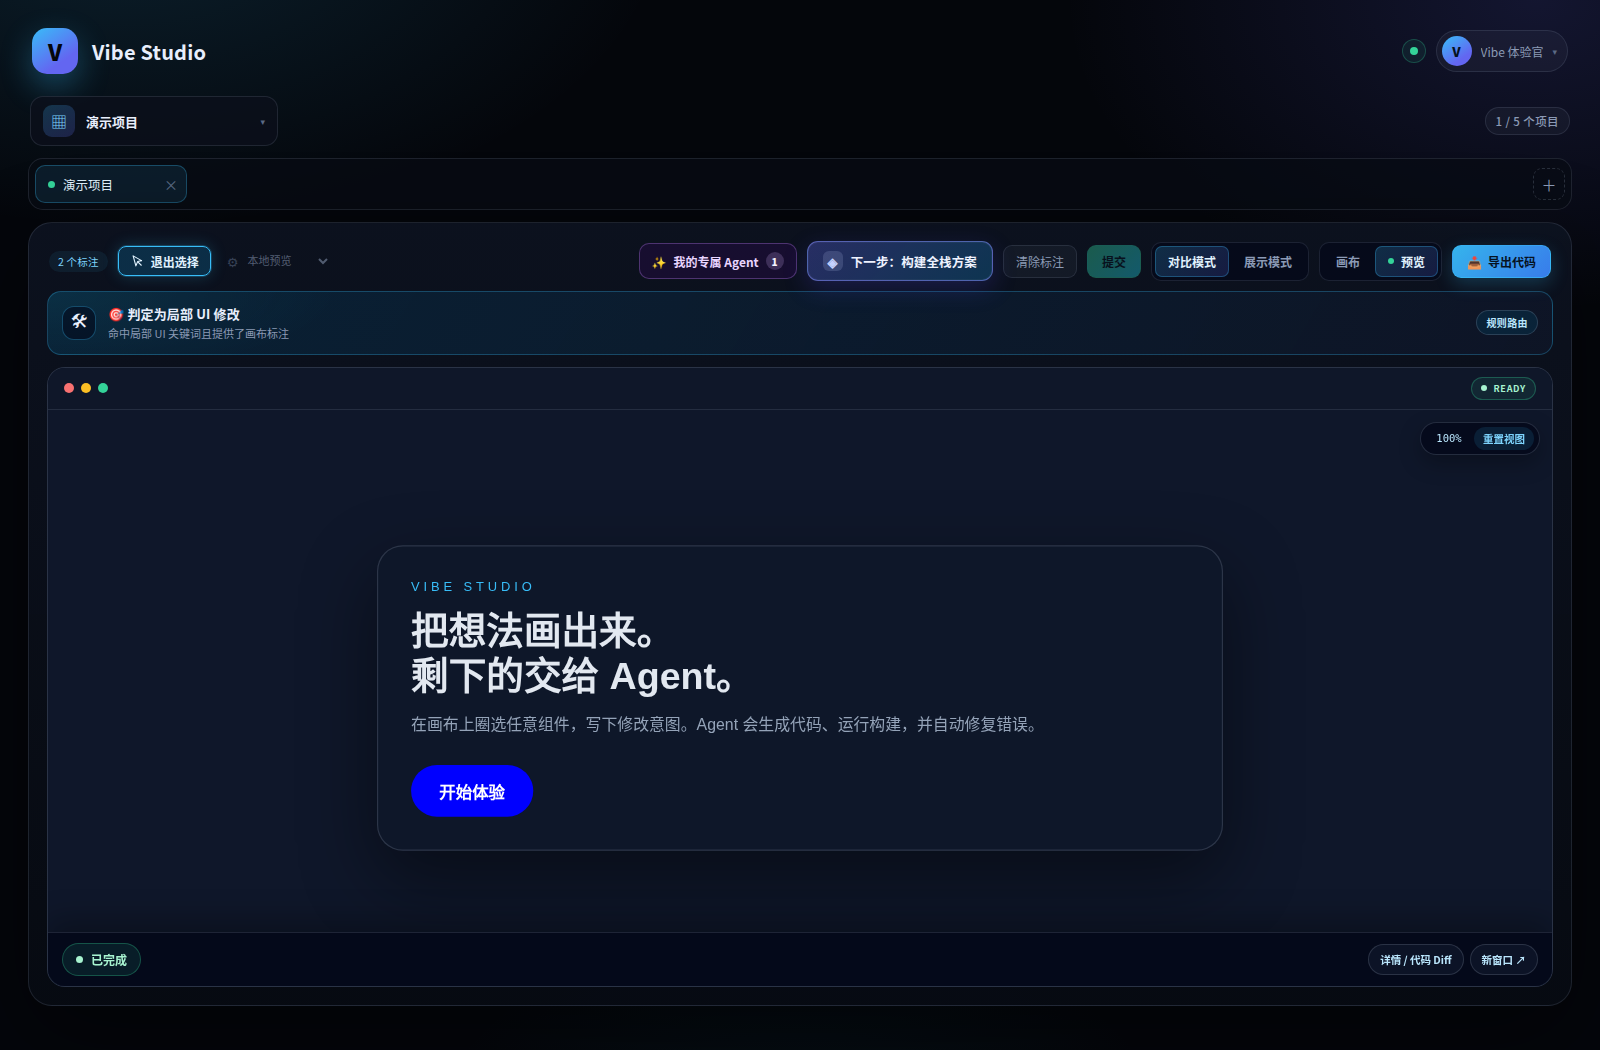 V
Vibe Studio
V
Vibe 体验官
演示项目
1 / 5 个项目
演示项目
2 个标注
退出选择
本地预览
我的专属 Agent
1
下一步：构建全栈方案
清除标注
提交
对比模式
展示模式
画布
预览
导出代码
判定为局部 UI 修改
命中局部 UI 关键词且提供了画布标注
规则路由
READY
100%
重置视图
VIBE STUDIO
把想法画出来。
剩下的交给 Agent。
在画布上圈选任意组件，写下修改意图。Agent 会生成代码、运行构建，并自动修复错误。
开始体验
已完成
详情 / 代码 Diff
新窗口 ↗